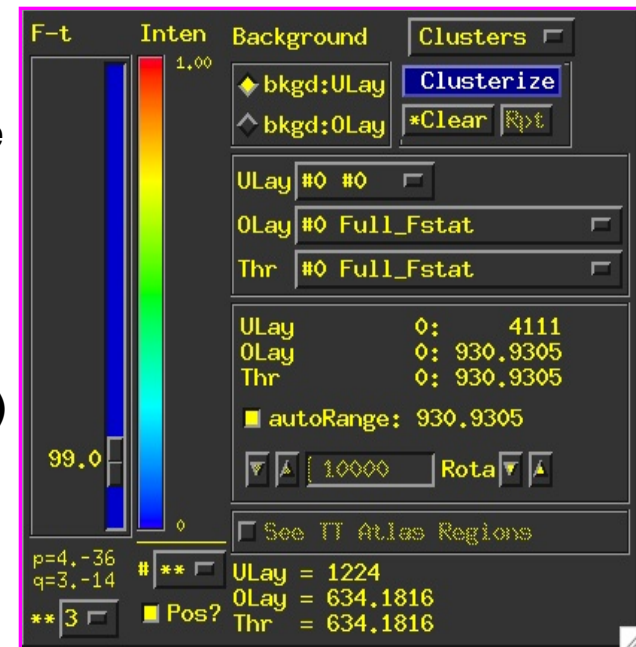 F-t Inten Background Clusters
1.00
bkgd:ULay Clusterize
bkgd:OLay *Clear Rpt
ULay #0 #0
OLay #0 Full_Fstat
Thr #0 Full_Fstat
ULay 0: 4111
OLay 0: 930.9305
Thr 0: 930.9305
autoRange: 930.9305
99.0
10000 Rota
0
See TT Atlas Regions
p=4.-36
q=3.-14
# **
** 3
Pos?
ULay = 1224
OLay = 634.1816
Thr = 634.1816
e
)